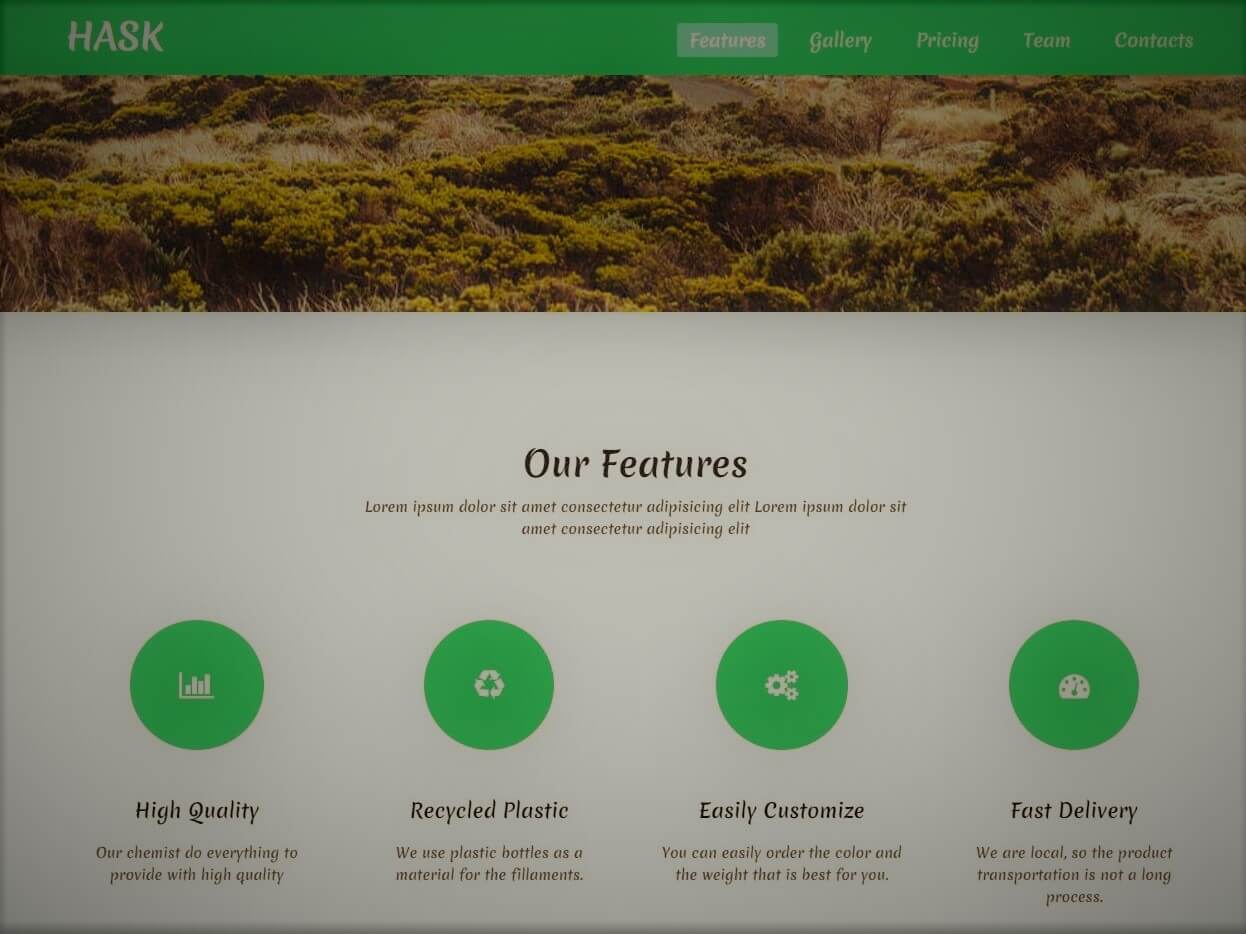 HASK
Features Gallery Pricing Team Contacts
Our Features
Lorem ipsum dolor sit amet consectetur adipisicing elit Lorem ipsum dolor sit
amet consectetur adipisicing elit
High Quality
Our chemist do everything to
provide with high quality
Recycled Plastic
We use plastic bottles as a
material for the fillaments.
Easily Customize
You can easily order the color and
the weight that is best for you.
Fast Delivery
We are local, so the product
transportation is not a long
process.